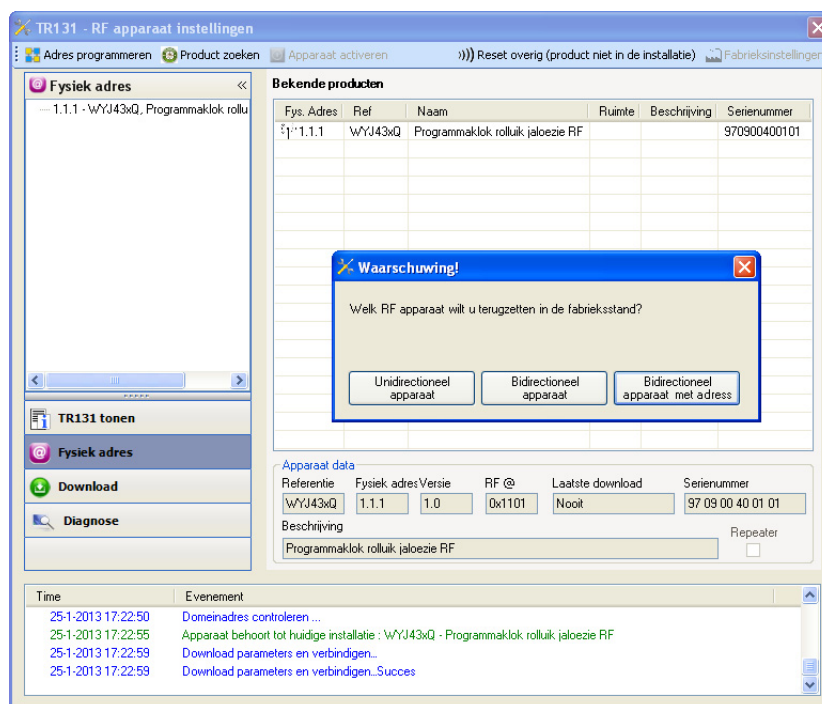 TR131 - RF apparaat instellingen
Adres programmeren Product zoeken Apparaat activeren Reset overig (product niet in de installatie) Fabrieksinstellingen
Fysiek adres
1.1.1 - WYJ43xQ, Programmaklok rollu
Bekende producten
Fys. Adres Ref Naam Ruimte Beschrijving Serienummer
1.1.1 WYJ43xQ Programmaklok rolluik jaloezie RF 970900400101
Waarschuwing!
Welk RF apparaat wilt u terugzetten in de fabrieksstand?
Unidirectioneel
apparaat
Bidirectioneel
apparaat
Bidirectioneel
apparaat met adress
TR131 tonen
Fysiek adres
Download
Diagnose
Apparaat data
Referentie Fysiek adres Versie RF @ Laatste download Serienummer
WYJ43xQ 1.1.1 1.0 0x1101 Nooit 97 09 00 40 01 01
Beschrijving
Repeater
Programmaklok rolluik jaloezie RF
Time Evenement
25-1-2013 17:22:50 Domeinadres controleren ...
25-1-2013 17:22:55 Apparaat behoort tot huidige installatie : WYJ43xQ - Programmaklok rolluik jaloezie RF
25-1-2013 17:22:59 Download parameters en verbindigen...
25-1-2013 17:22:59 Download parameters en verbindigen...Succes